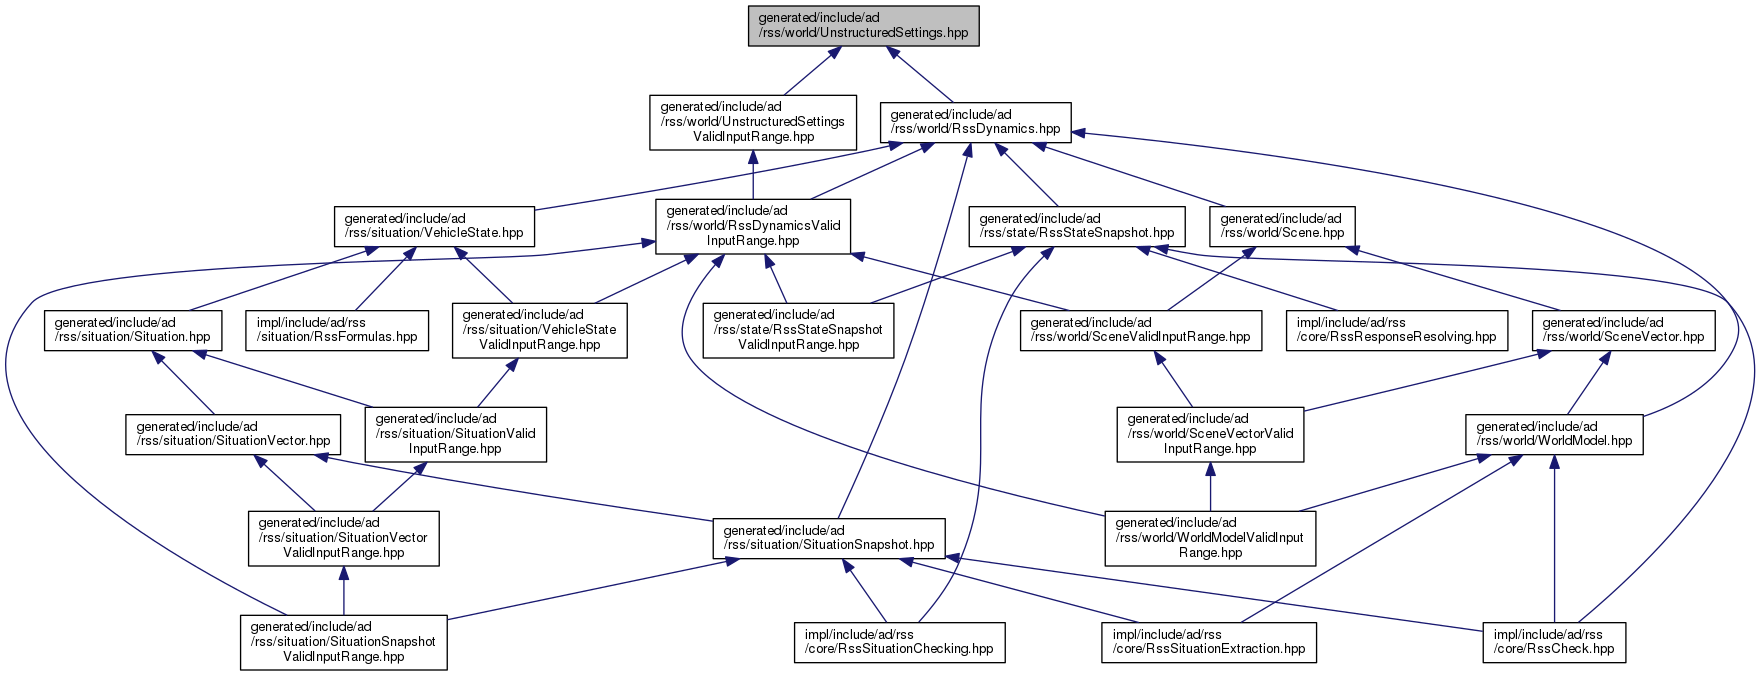 generated/include/ad
/rss/world/UnstructuredSettings.hpp
generated/include/ad
/rss/world/UnstructuredSettings
ValidInputRange.hpp
generated/include/ad
/rss/world/RssDynamics.hpp
generated/include/ad
/rss/situation/VehicleState.hpp
generated/include/ad
/rss/world/RssDynamicsValid
InputRange.hpp
generated/include/ad
/rss/state/RssStateSnapshot.hpp
generated/include/ad
/rss/world/Scene.hpp
generated/include/ad
/rss/situation/Situation.hpp
impl/include/ad/rss
/situation/RssFormulas.hpp
generated/include/ad
/rss/situation/VehicleState
ValidInputRange.hpp
generated/include/ad
/rss/state/RssStateSnapshot
ValidInputRange.hpp
generated/include/ad
/rss/world/SceneValidInputRange.hpp
impl/include/ad/rss
/core/RssResponseResolving.hpp
generated/include/ad
/rss/world/SceneVector.hpp
generated/include/ad
/rss/situation/SituationVector.hpp
generated/include/ad
/rss/situation/SituationValid
InputRange.hpp
generated/include/ad
/rss/world/SceneVectorValid
InputRange.hpp
generated/include/ad
/rss/world/WorldModel.hpp
generated/include/ad
/rss/situation/SituationVector
ValidInputRange.hpp
generated/include/ad
/rss/situation/SituationSnapshot.hpp
generated/include/ad
/rss/world/WorldModelValidInput
Range.hpp
generated/include/ad
/rss/situation/SituationSnapshot
ValidInputRange.hpp
impl/include/ad/rss
/core/RssSituationChecking.hpp
impl/include/ad/rss
/core/RssSituationExtraction.hpp
impl/include/ad/rss
/core/RssCheck.hpp